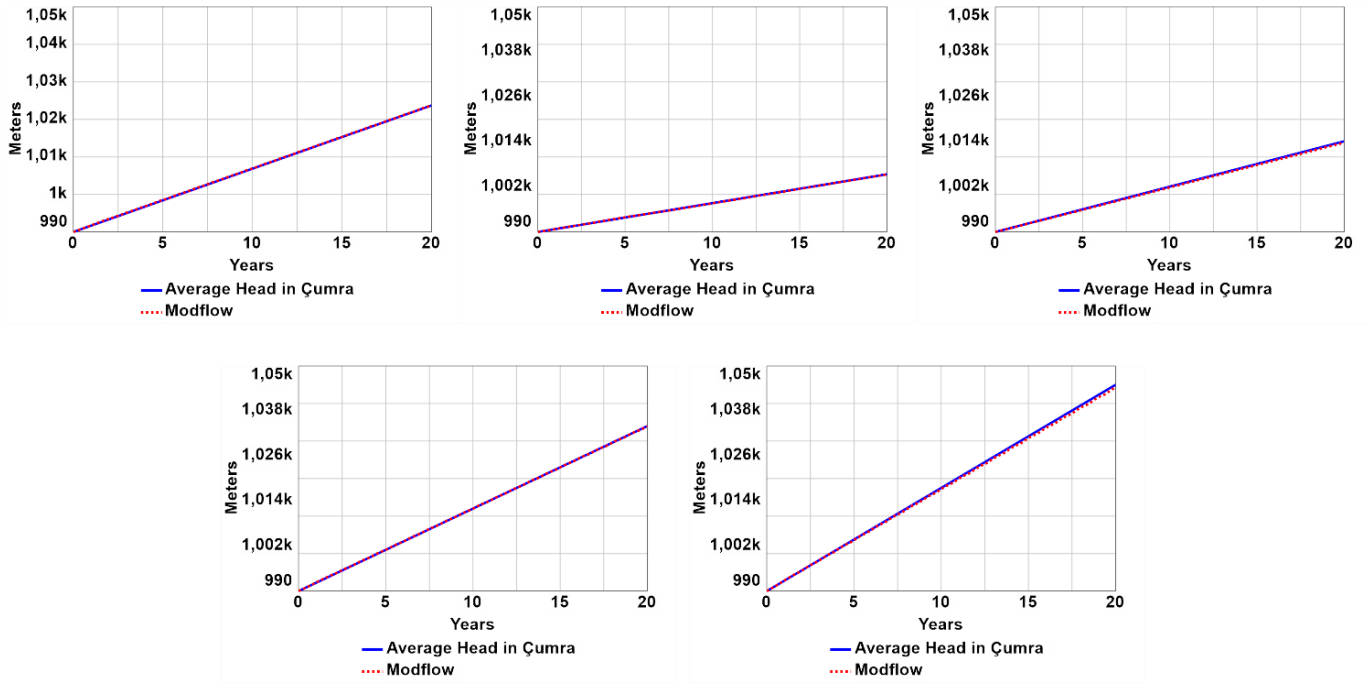 1,05k
1,04k
1,03k
1,02k
1,01k
1k
990
Meters
0 5 10 15 20
Years
Average Head in Çumra
Modflow
1,05k
1,038k
1,026k
1,014k
1,002k
990
Meters
0 5 10 15 20
Years
Average Head in Çumra
Modflow
1,05k
1,038k
1,026k
1,014k
1,002k
990
Meters
0 5 10 15 20
Years
Average Head in Çumra
Modflow
1,05k
1,038k
1,026k
1,014k
1,002k
990
Meters
0 5 10 15 20
Years
Average Head in Çumra
Modflow
1,05k
1,038k
1,026k
1,014k
1,002k
990
Meters
0 5 10 15 20
Years
Average Head in Çumra
Modflow